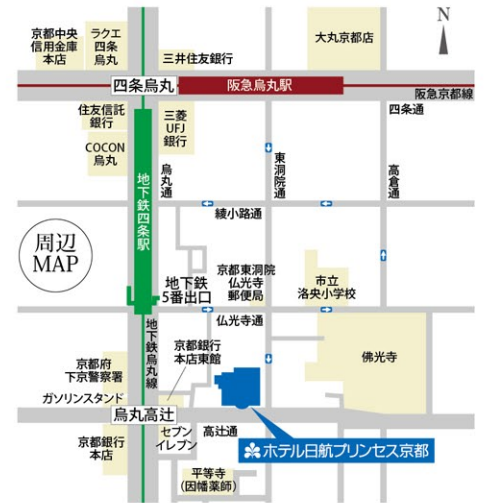 N
京都中央
信用金庫
本店
ラクエ
四条
烏丸
三井住友銀行
大丸京都店
四条烏丸
阪急烏丸駅
阪急京都線
四条通
住友信託
銀行
三菱
UFJ
銀行
COCON
烏丸
烏丸通
東洞院通
高倉通
地下鉄四条駅
綾小路通
周辺
MAP
地下鉄
5番出口
京都東洞院
仏光寺
郵便局
市立
洛央小学校
仏光寺通
地下鉄烏丸線
京都銀行
本店東館
佛光寺
京都府
下京警察署
ガソリンスタンド
烏丸高辻
セブン
イレブン
高辻通
京都銀行
本店
ホテル日航プリンセス京都
平等寺
(因幡薬師)